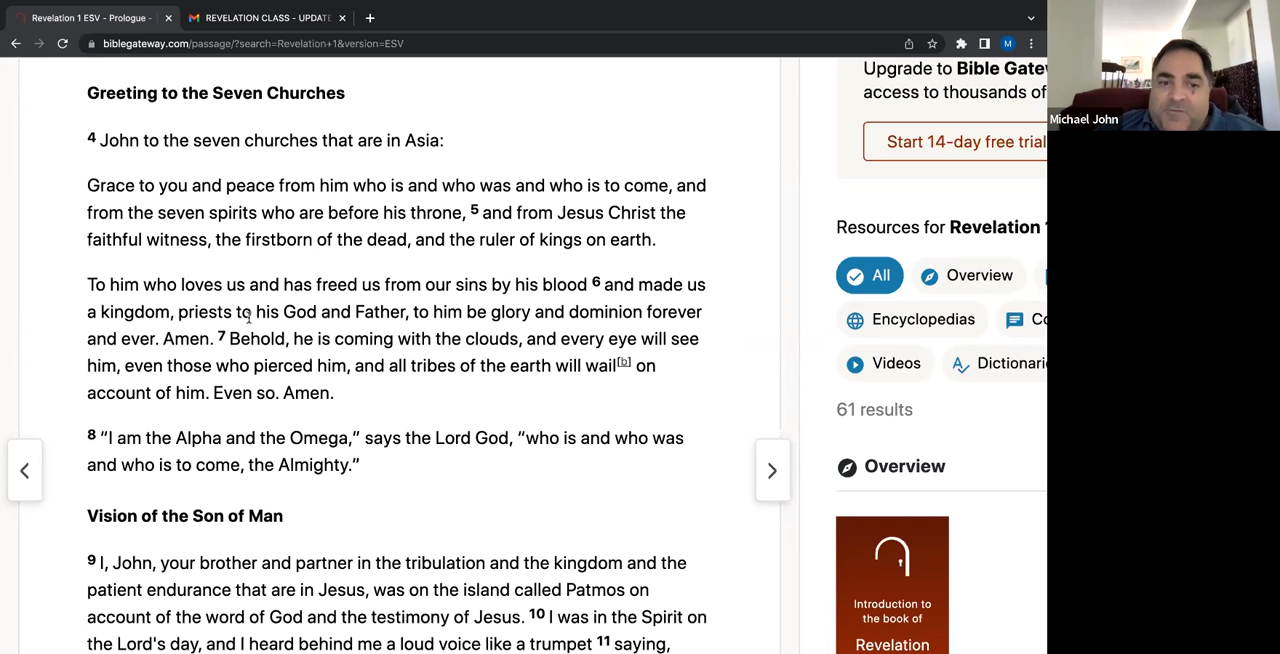 Revelation 1 ESV - Prologue -
REVELATION CLASS - UPDATE
biblegateway.com/passage/?search=Revelation+1&version=ESV
M
Greeting to the Seven Churches
4 John to the seven churches that are in Asia:
Grace to you and peace from him who is and who was and who is to come, and
from the seven spirits who are before his throne, 5 and from Jesus Christ the
faithful witness, the firstborn of the dead, and the ruler of kings on earth.
To him who loves us and has freed us from our sins by his blood 6 and made us
a kingdom, priests to his God and Father, to him be glory and dominion forever
and ever. Amen. 7 Behold, he is coming with the clouds, and every eye will see
him, even those who pierced him, and all tribes of the earth will wail[b] on
account of him. Even so. Amen.
8 “I am the Alpha and the Omega,” says the Lord God, “who is and who was
and who is to come, the Almighty.”
Vision of the Son of Man
9 I, John, your brother and partner in the tribulation and the kingdom and the
patient endurance that are in Jesus, was on the island called Patmos on
account of the word of God and the testimony of Jesus. 10 I was in the Spirit on
the Lord's day, and I heard behind me a loud voice like a trumpet 11 saying,
Upgrade to Bible Gatew
access to thousands of
Start 14-day free trial
Resources for Revelation 1
All
Overview
Encyclopedias
Co
Videos
Dictionarie
61 results
Overview
Introduction to
the book of
Revelation
Michael John